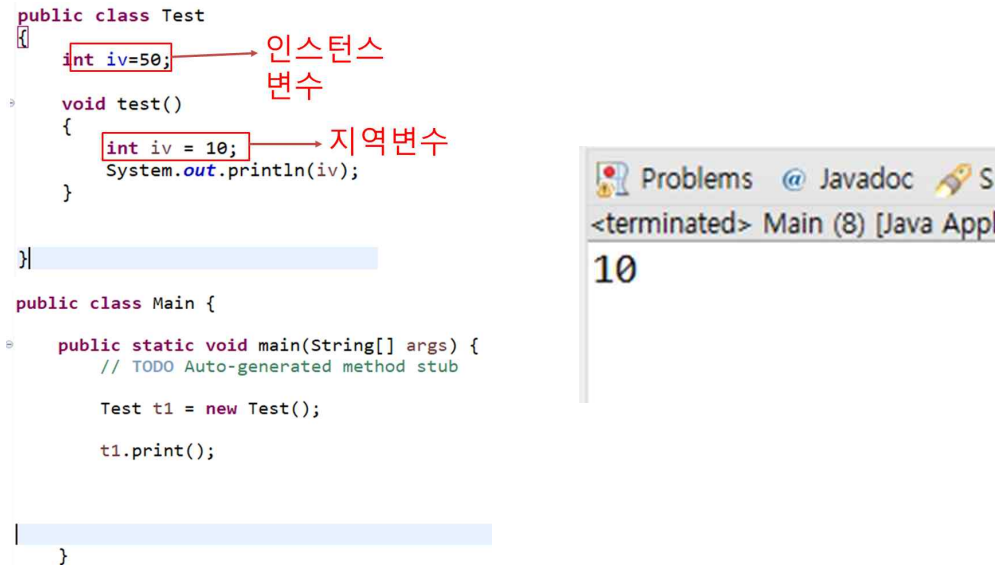 public class Test
{
int iv=50;
인스턴스
변수
void test()
{
int iv = 10;
지역변수
System.out.println(iv);
}
}
public class Main {
public static void main(String[] args) {
// TODO Auto-generated method stub
Test t1 = new Test();
t1.print();
}
Problems @ Javadoc S
<terminated> Main (8) [Java Appl
10